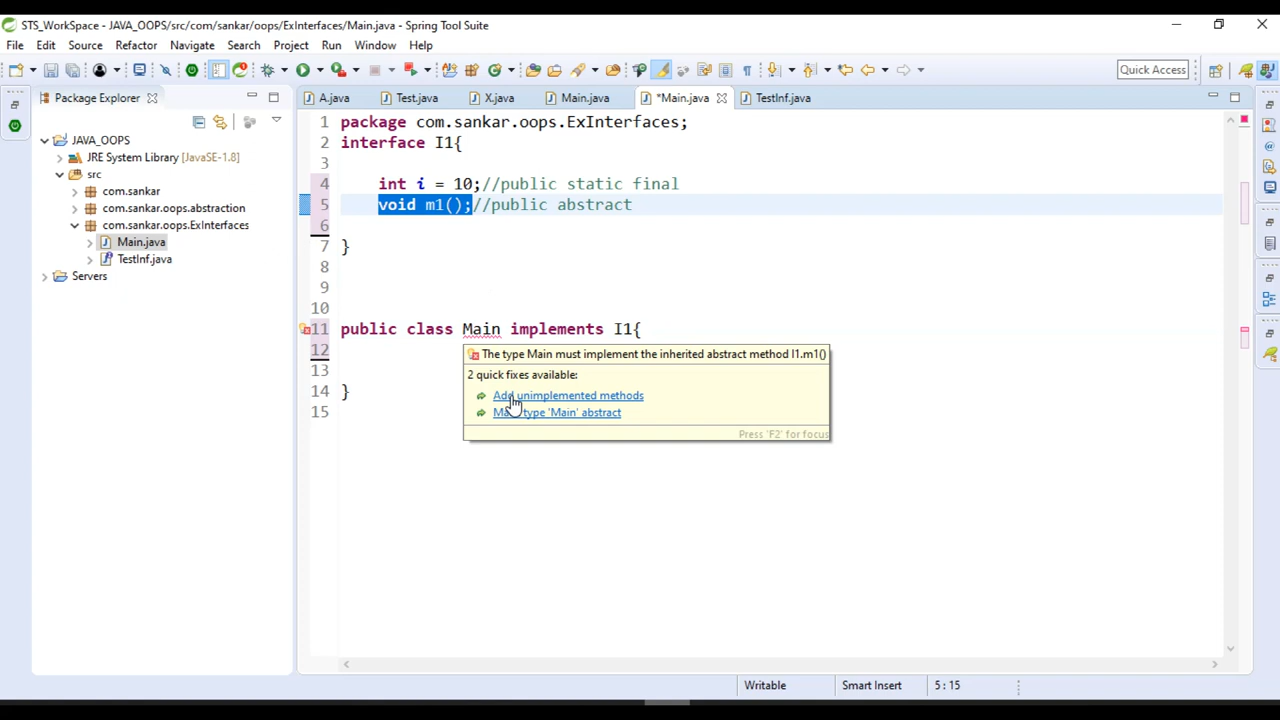 STS_WorkSpace - JAVA_OOPS/src/com/sankar/oops/ExInterfaces/Main.java - Spring Tool Suite
File Edit Source Refactor Navigate Search Project Run Window Help
Quick Access
Package Explorer
A.java Test.java X.java Main.java *Main.java TestInf.java
JAVA_OOPS
JRE System Library [JavaSE-1.8]
src
com.sankar
com.sankar.oops.abstraction
com.sankar.oops.ExInterfaces
Main.java
TestInf.java
Servers
1 package com.sankar.oops.ExInterfaces;
2 interface I1{
3
4 int i = 10;//public static final
5 void m1();//public abstract
6
7 }
8
9
10
11 public class Main implements I1{
12
13
14 }
15
The type Main must implement the inherited abstract method I1.m1()
2 quick fixes available:
Add unimplemented methods
type 'Main' abstract
Press 'F2' for focus
Writable Smart Insert 5 : 15